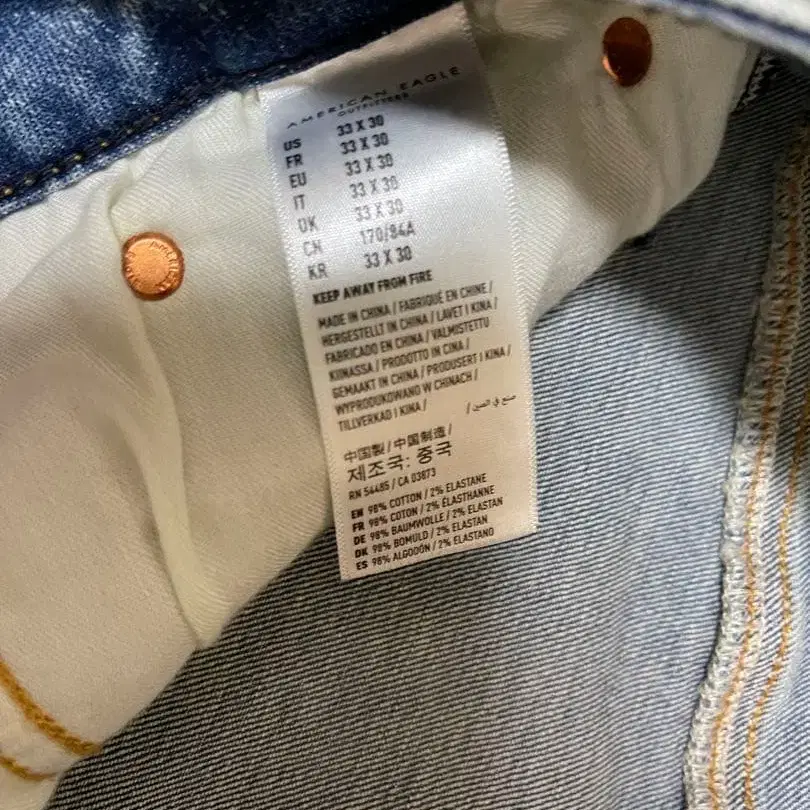 AMERICAN EAGLE
OUTFITTERS
US 33 X 30
FR 33 X 30
EU 33 X 30
IT 33 X 30
UK 33 X 30
CN 170/84A
KR 33 X 30
KEEP AWAY FROM FIRE
MADE IN CHINA / FABRIQUÉ EN CHINE /
HERGESTELLT IN CHINA / LAVET I KINA /
FABRICADO EN CHINA / VALMISTETTU
KIINASSA / PRODOTTO IN CINA /
GEMAAKT IN CHINA / PRODUSERT I KINA /
WYPRODUKOWANO W CHINACH /
TILLVERKAD I KINA / صنع في الصين /
中国製 / 中国制造 /
제조국: 중국
RN 54485 / CA 03873
EN 98% COTTON / 2% ELASTANE
FR 98% COTON / 2% ÉLASTHANNE
DE 98% BAUMWOLLE / 2% ELASTAN
DK 98% BOMULD / 2% ELASTAN
ES 98% ALGODÓN / 2% ELASTANO